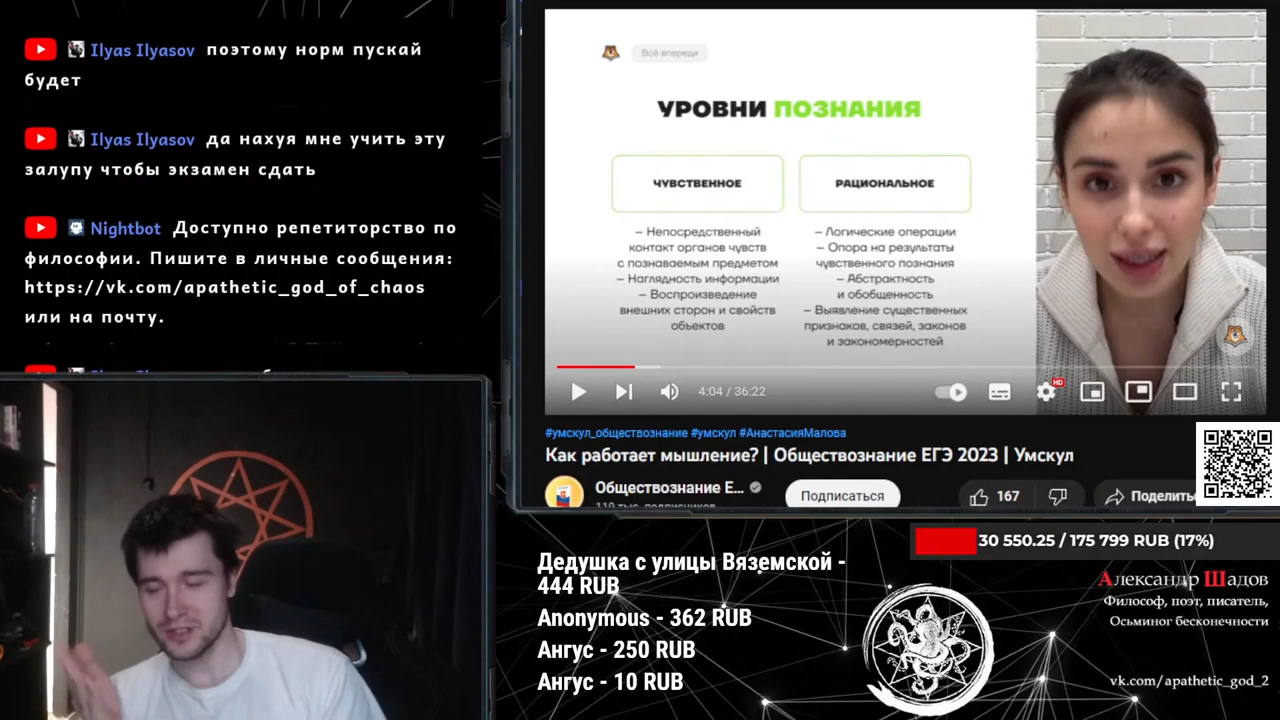 Ilyas Ilyasov поэтому норм пускай
будет
Ilyas Ilyasov да нахуя мне учить эту
залупу чтобы экзамен сдать
Nightbot Доступно репетиторство по
философии. Пишите в личные сообщения:
https://vk.com/apathetic_god_of_chaos
или на почту.
Всё впереди
УРОВНИ ПОЗНАНИЯ
ЧУВСТВЕННОЕ
– Непосредственный
контакт органов чувств
с познаваемым предметом
– Наглядность информации
– Воспроизведение
внешних сторон и свойств
объектов
РАЦИОНАЛЬНОЕ
– Логические операции
– Опора на результаты
чувственного познания
– Абстрактность
и обобщенность
– Выявление существенных
признаков, связей, законов
и закономерностей
4:04 / 36:22
HD
#умскул_обществознание #умскул #АнастасияМалова
Как работает мышление? | Обществознание ЕГЭ 2023 | Умскул
Обществознание Е...
Подписаться
167
Поделить
30 550.25 / 175 799 RUB (17%)
Дедушка с улицы Вяземской -
444 RUB
Anonymous - 362 RUB
Ангус - 250 RUB
Ангус - 10 RUB
Александр Шадов
Философ, поэт, писатель,
Осьминог бесконечности
vk.com/apathetic_god_2